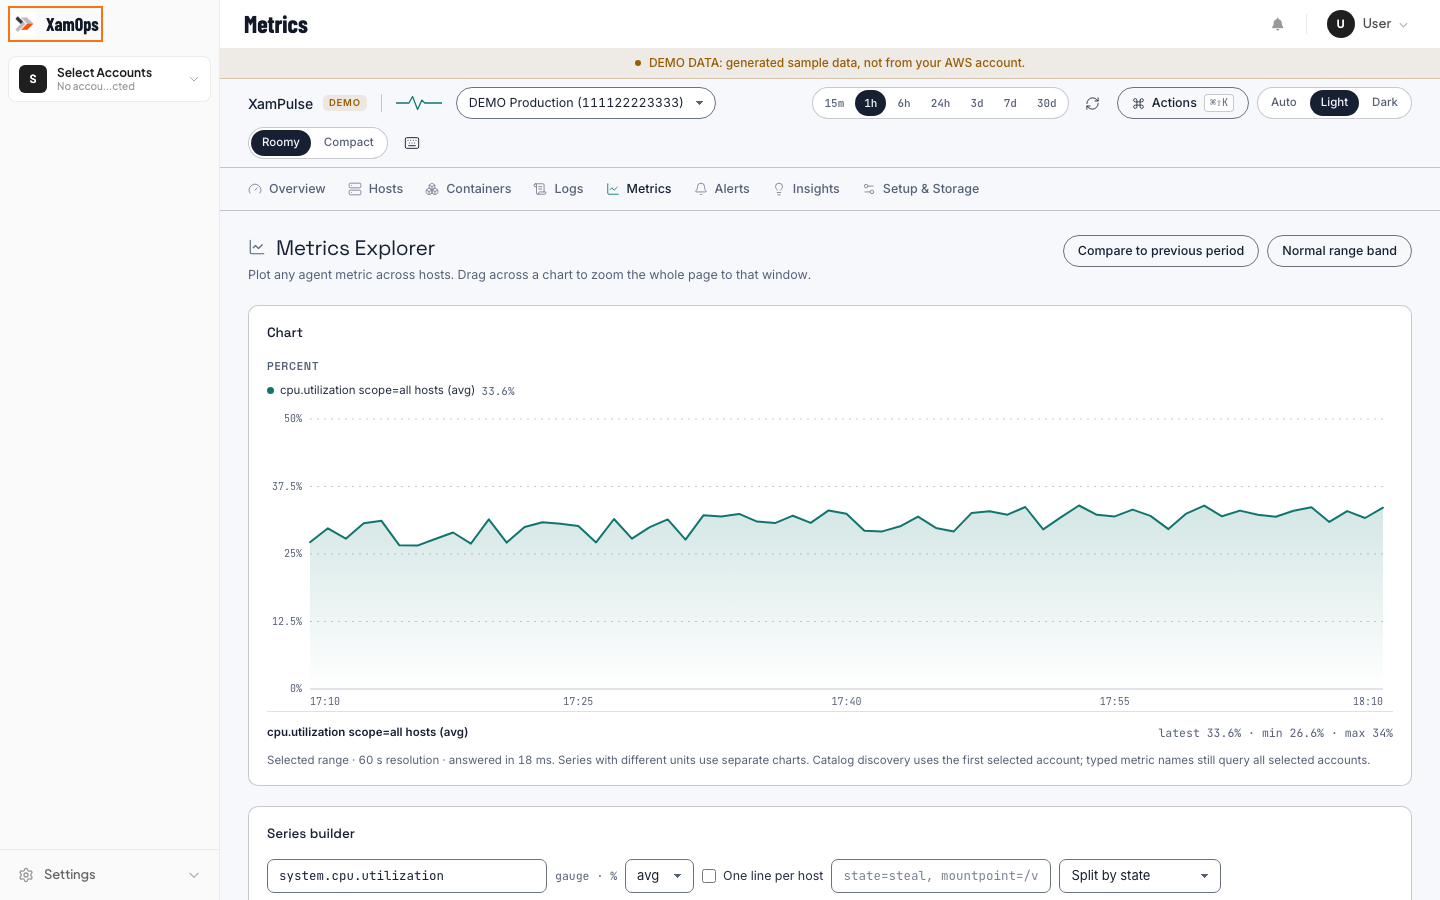 XamOps
Metrics
U
User
S
Select Accounts
No accou...cted
DEMO DATA: generated sample data, not from your AWS account.
XamPulse
DEMO
DEMO Production (111122223333)
15m
1h
6h
24h
3d
7d
30d
⌘ Actions
⌘⇧K
Auto
Light
Dark
Roomy
Compact
Overview
Hosts
Containers
Logs
Metrics
Alerts
Insights
Setup & Storage
Metrics Explorer
Plot any agent metric across hosts. Drag across a chart to zoom the whole page to that window.
Compare to previous period
Normal range band
Chart
PERCENT
cpu.utilization scope=all hosts (avg) 33.6%
50%
37.5%
25%
12.5%
0%
17:10
17:25
17:40
17:55
18:10
cpu.utilization scope=all hosts (avg)
latest 33.6% · min 26.6% · max 34%
Selected range · 60 s resolution · answered in 18 ms. Series with different units use separate charts. Catalog discovery uses the first selected account; typed metric names still query all selected accounts.
Series builder
system.cpu.utilization
gauge · %
avg
One line per host
state=steal, mountpoint=/v
Split by state
Settings